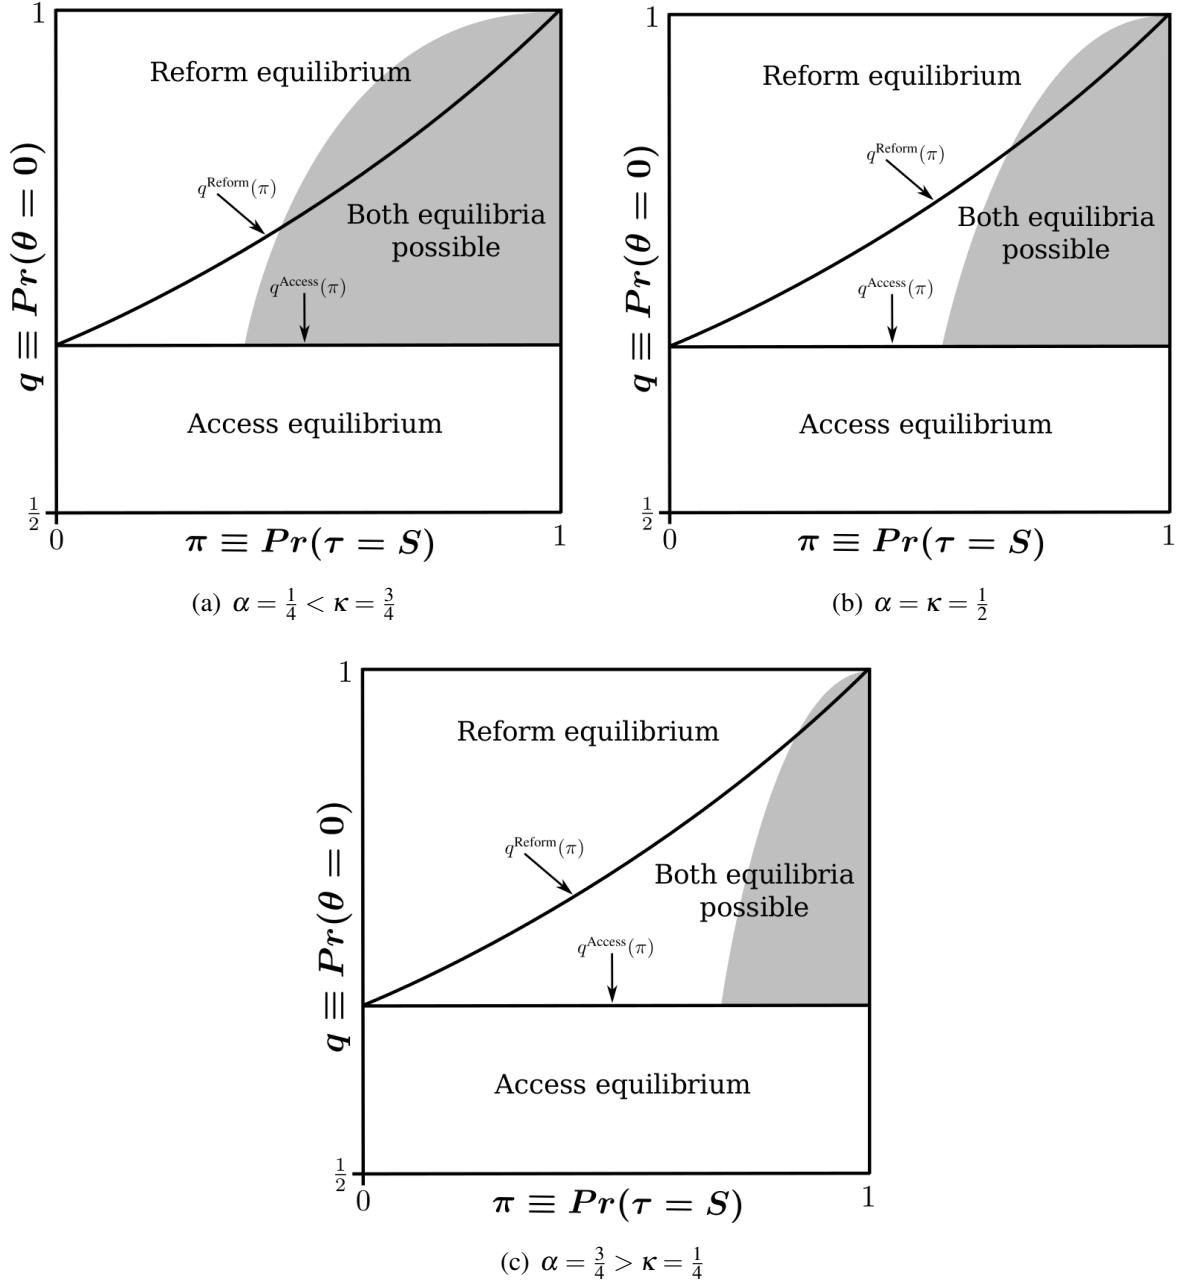 1
Reform equilibrium
q^Reform(π)
Both equilibria
possible
q^Access(π)
q ≡ Pr(θ = 0)
Access equilibrium
1/2
0
π ≡ Pr(τ = S)
1
(a) α = 1/4 < κ = 3/4
1
Reform equilibrium
q^Reform(π)
Both equilibria
possible
q^Access(π)
q ≡ Pr(θ = 0)
Access equilibrium
1/2
0
π ≡ Pr(τ = S)
1
(b) α = κ = 1/2
1
Reform equilibrium
q^Reform(π)
Both equilibria
possible
q^Access(π)
q ≡ Pr(θ = 0)
Access equilibrium
1/2
0
π ≡ Pr(τ = S)
1
(c) α = 3/4 > κ = 1/4